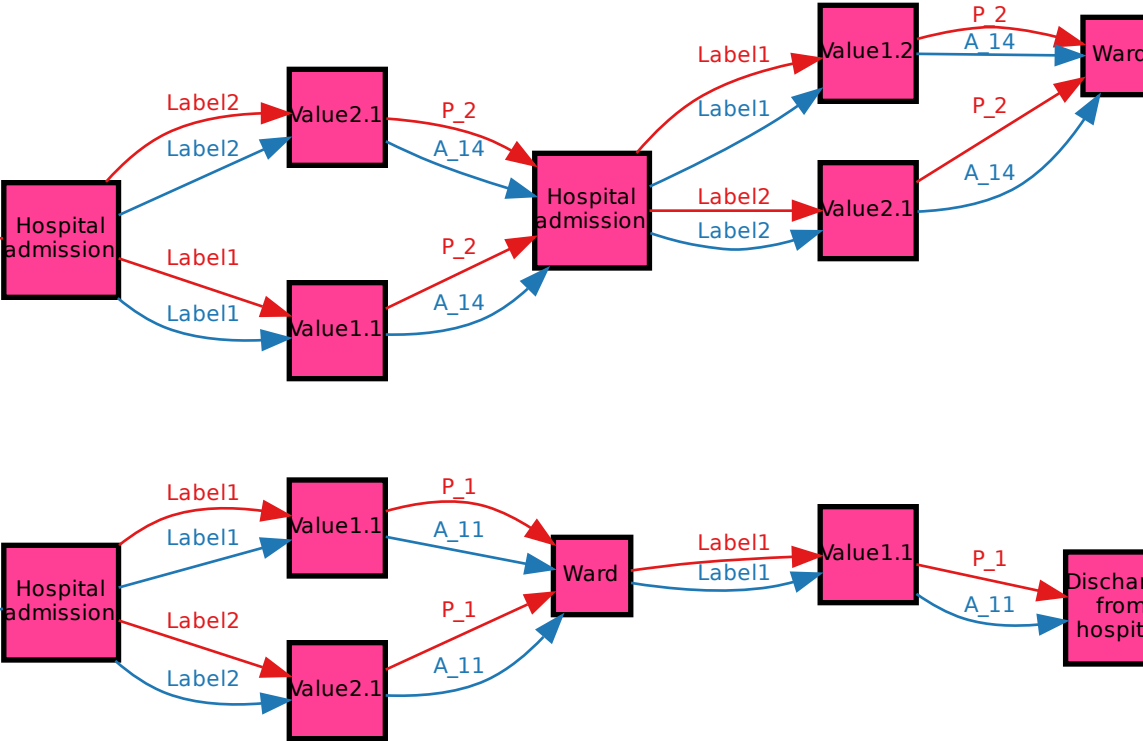 Label2
Label2
Label1
Label1
Hospital
admission
Value2.1
Value1.1
P_2
A_14
P_2
A_14
Hospital
admission
Label1
Label1
Label2
Label2
Value1.2
Value2.1
P_2
A_14
P_2
A_14
Ward
Hospital
admission
Label1
Label1
Label2
Label2
Value1.1
Value2.1
P_1
A_11
P_1
A_11
Ward
Label1
Label1
Value1.1
P_1
A_11
from